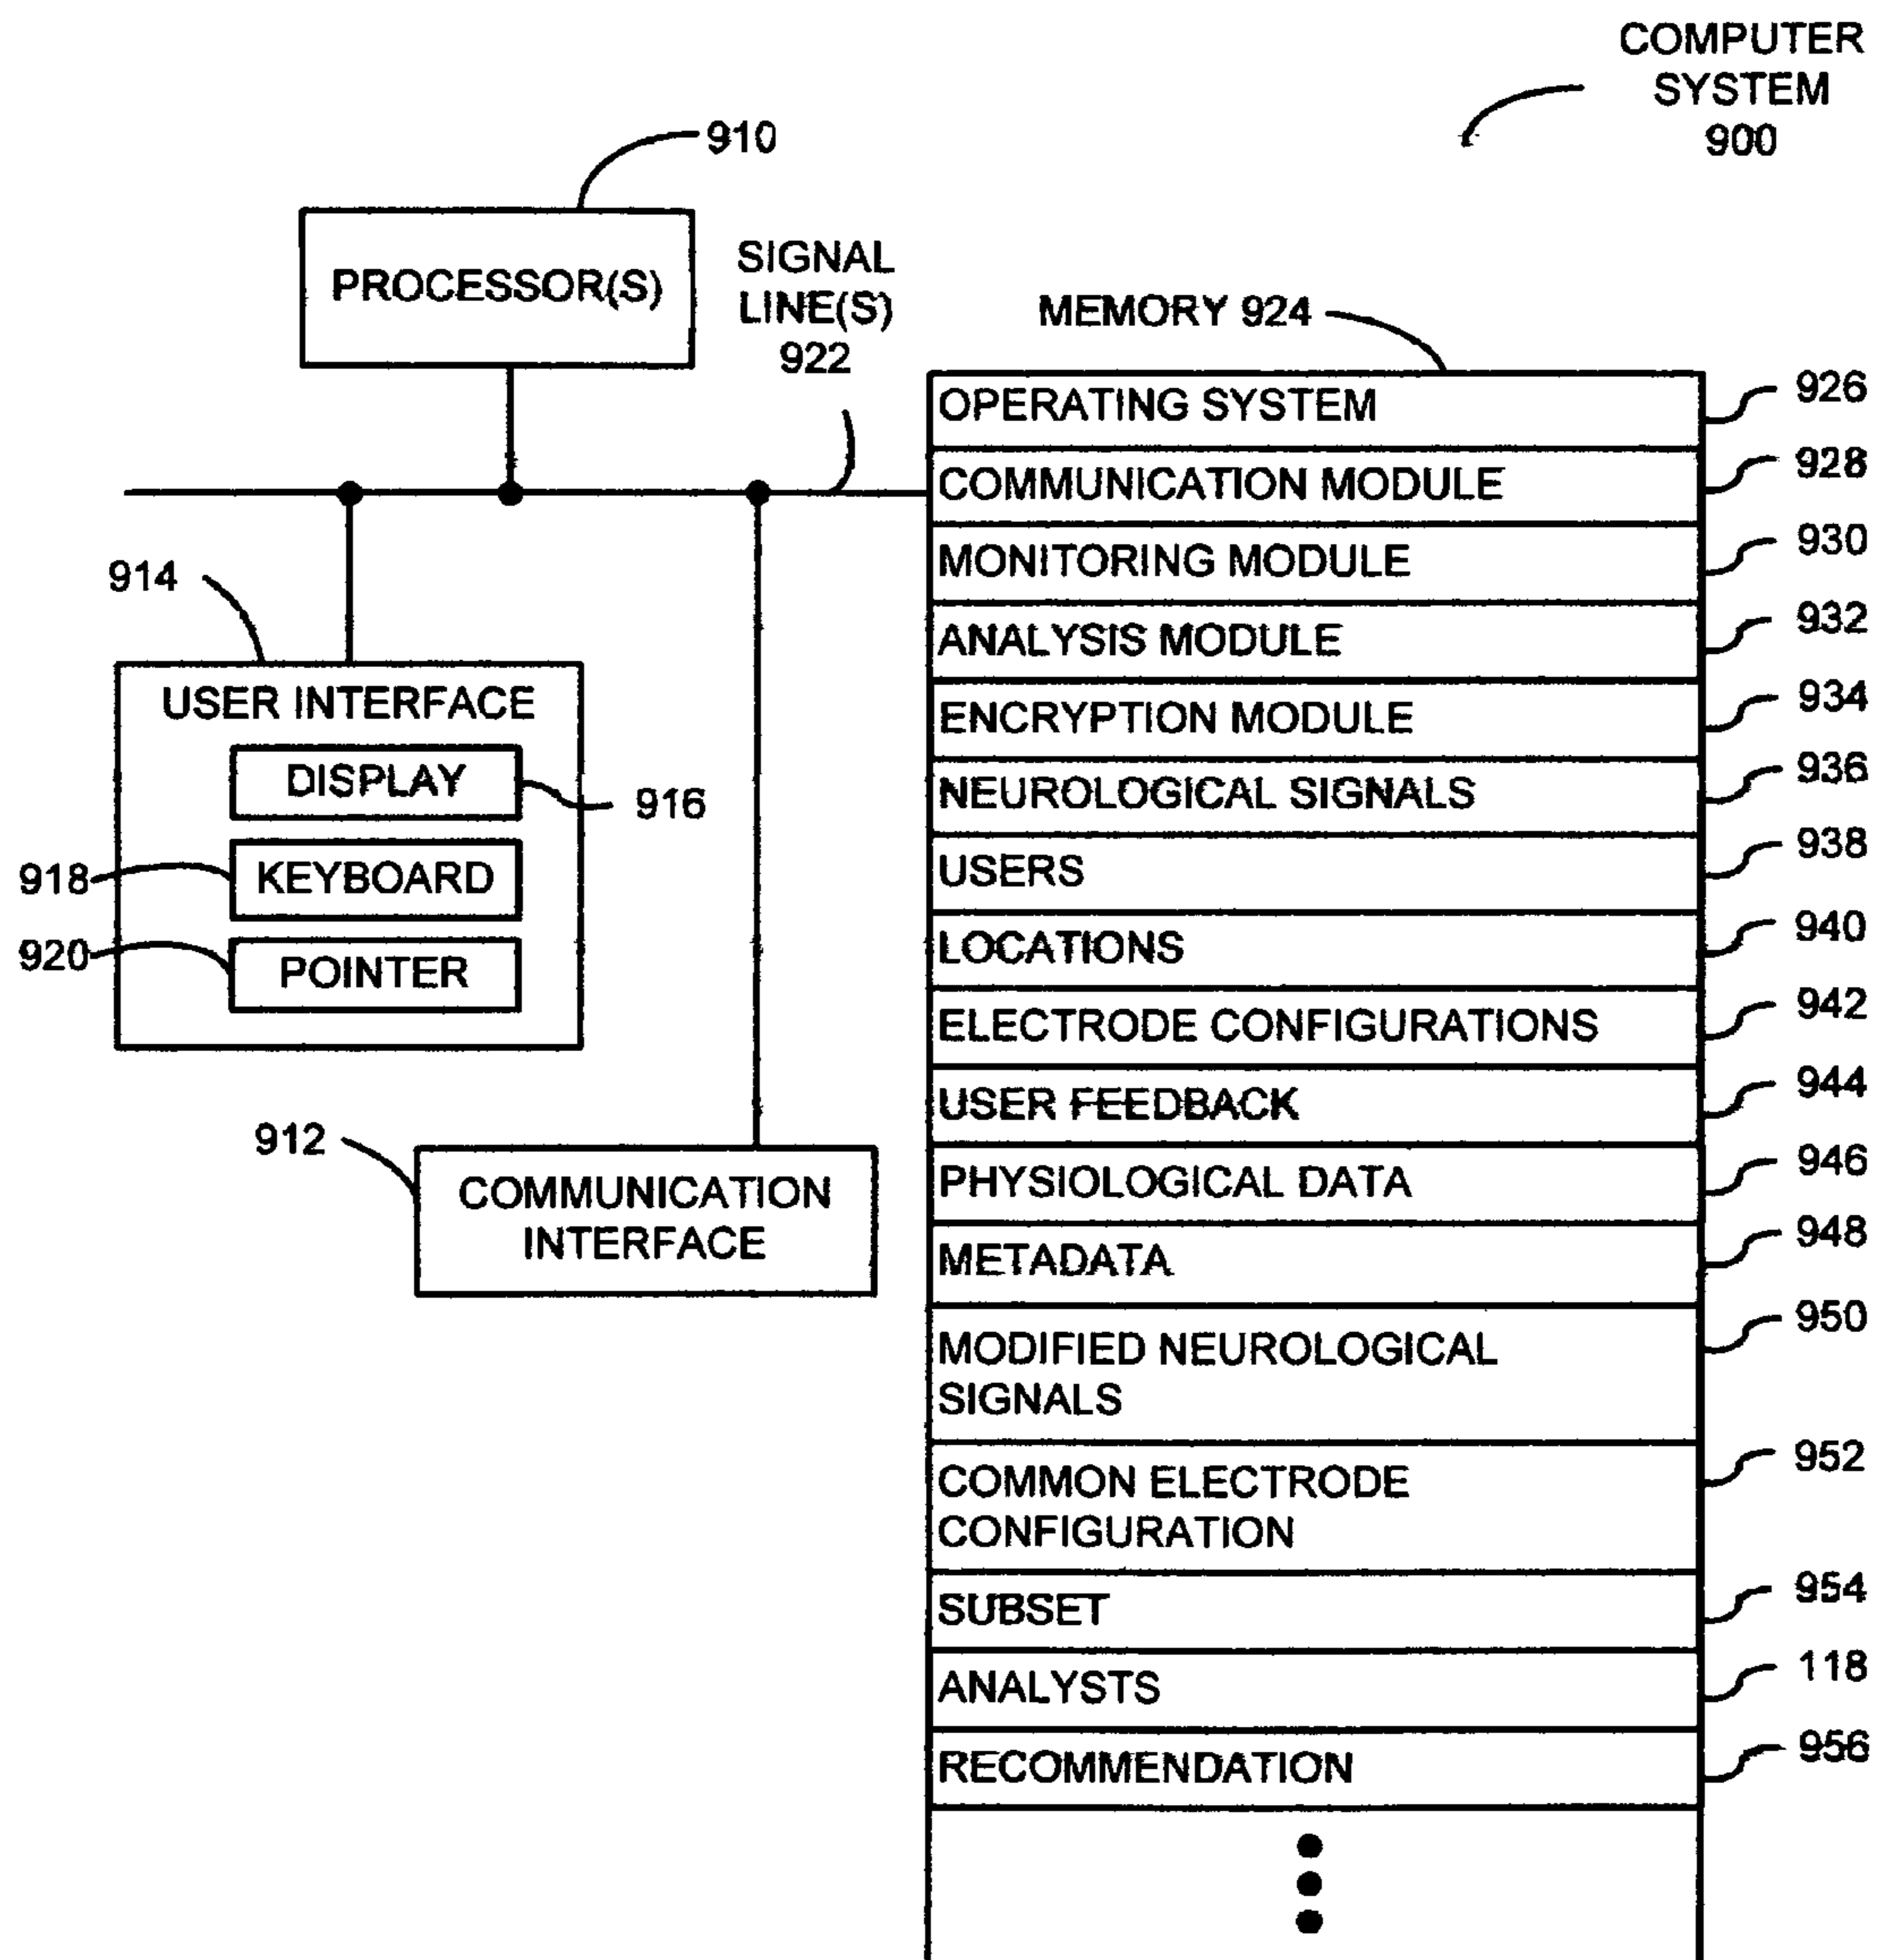 COMPUTER
SYSTEM
900
910
PROCESSOR(S)
SIGNAL
LINE(S)
922
MEMORY 924
OPERATING SYSTEM
926
COMMUNICATION MODULE
928
MONITORING MODULE
930
ANALYSIS MODULE
932
ENCRYPTION MODULE
934
NEUROLOGICAL SIGNALS
936
USERS
938
LOCATIONS
940
ELECTRODE CONFIGURATIONS
942
USER FEEDBACK
944
PHYSIOLOGICAL DATA
946
METADATA
948
MODIFIED NEUROLOGICAL
SIGNALS
950
COMMON ELECTRODE
CONFIGURATION
952
SUBSET
954
ANALYSTS
118
RECOMMENDATION
956
914
USER INTERFACE
DISPLAY
916
918
KEYBOARD
920
POINTER
912
COMMUNICATION
INTERFACE